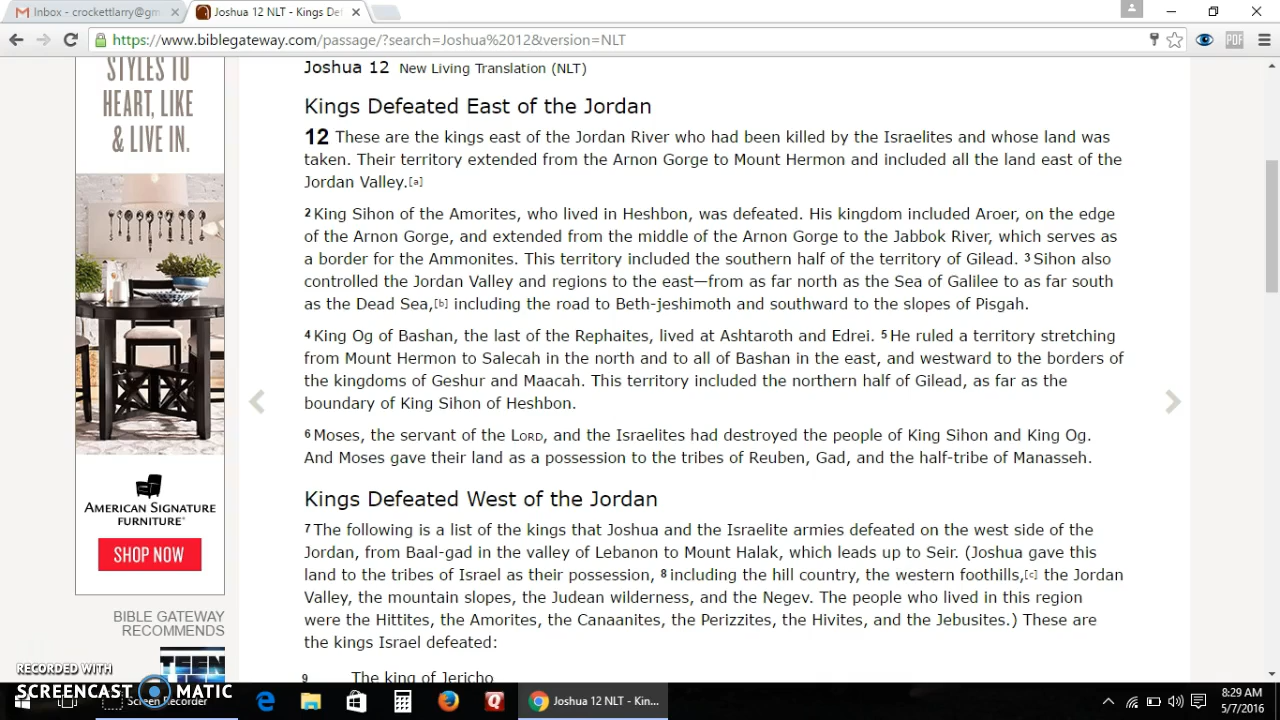 Inbox - crockettlarry@gm
Joshua 12 NLT - Kings De
https://www.biblegateway.com/passage/?search=Joshua%2012&version=NLT
PDF
STYLES TO
HEART, LIKE
& LIVE IN.
AMERICAN SIGNATURE
FURNITURE
SHOP NOW
BIBLE GATEWAY
RECOMMENDS
TEEN
Joshua 12 New Living Translation (NLT)
Kings Defeated East of the Jordan
12 These are the kings east of the Jordan River who had been killed by the Israelites and whose land was
taken. Their territory extended from the Arnon Gorge to Mount Hermon and included all the land east of the
Jordan Valley.[a]
2 King Sihon of the Amorites, who lived in Heshbon, was defeated. His kingdom included Aroer, on the edge
of the Arnon Gorge, and extended from the middle of the Arnon Gorge to the Jabbok River, which serves as
a border for the Ammonites. This territory included the southern half of the territory of Gilead. 3 Sihon also
controlled the Jordan Valley and regions to the east—from as far north as the Sea of Galilee to as far south
as the Dead Sea,[b] including the road to Beth-jeshimoth and southward to the slopes of Pisgah.
4 King Og of Bashan, the last of the Rephaites, lived at Ashtaroth and Edrei. 5 He ruled a territory stretching
from Mount Hermon to Salecah in the north and to all of Bashan in the east, and westward to the borders of
the kingdoms of Geshur and Maacah. This territory included the northern half of Gilead, as far as the
boundary of King Sihon of Heshbon.
6 Moses, the servant of the LORD, and the Israelites had destroyed the people of King Sihon and King Og.
And Moses gave their land as a possession to the tribes of Reuben, Gad, and the half-tribe of Manasseh.
Kings Defeated West of the Jordan
7 The following is a list of the kings that Joshua and the Israelite armies defeated on the west side of the
Jordan, from Baal-gad in the valley of Lebanon to Mount Halak, which leads up to Seir. (Joshua gave this
land to the tribes of Israel as their possession, 8 including the hill country, the western foothills,[c] the Jordan
Valley, the mountain slopes, the Judean wilderness, and the Negev. The people who lived in this region
were the Hittites, the Amorites, the Canaanites, the Perizzites, the Hivites, and the Jebusites.) These are
the kings Israel defeated:
9 The king of Jericho
RECORDED WITH
SCREENCAST MATIC
Screen Recorder
Joshua 12 NLT - Kin...
8:29 AM
5/7/2016